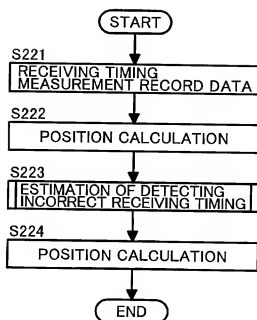 START
S221
RECEIVING TIMING
MEASUREMENT RECORD DATA
S222
POSITION CALCULATION
S223
ESTIMATION OF DETECTING
INCORRECT RECEIVING TIMING
S224
POSITION CALCULATION
END